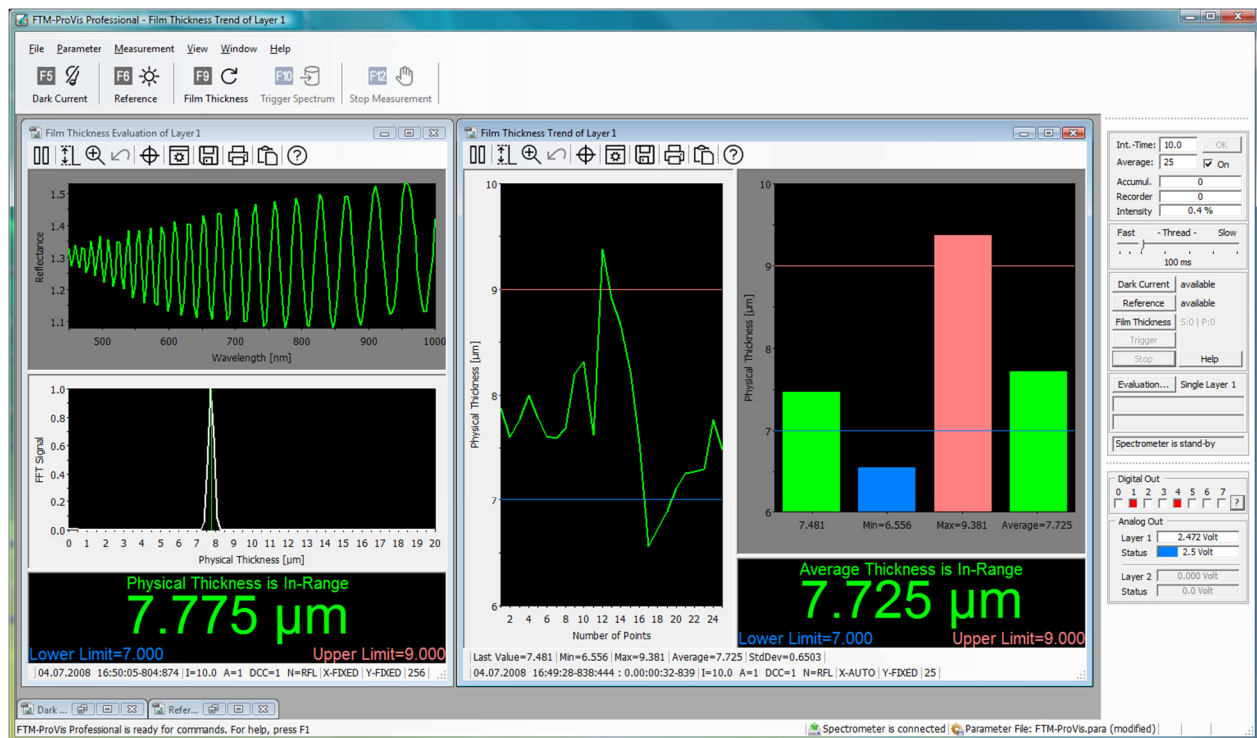 FTM-ProVis Professional - Film Thickness Trend of Layer 1
File Parameter Measurement View Window Help
F5 F6 F9 F10 F12
Dark Current Reference Film Thickness Trigger Spectrum Stop Measurement
Film Thickness Evaluation of Layer1
1.5
1.4
1.3
1.2
1.1
Reflectance
500 600 700 800 900 1000
Wavelength [nm]
1.0
0.8
0.6
0.4
0.2
0.0
FFT Signal
0 1 2 3 4 5 6 7 8 9 10 11 12 13 14 15 16 17 18 19 20
Physical Thickness [µm]
Physical Thickness is In-Range
7.775 µm
Lower Limit=7.000 Upper Limit=9.000
04.07.2008 16:50:05-804:874 I=10.0 A=1 DCC=1 N=RFL X-FIXED Y-FIXED 256
Film Thickness Trend of Layer1
10
9
8
7
6
Physical Thickness [µm]
2 4 6 8 10 12 14 16 18 20 22 24
Number of Points
10
9
8
7
6
Physical Thickness [µm]
7.481 Min=6.556 Max=9.381 Average=7.725
Average Thickness is In-Range
7.725 µm
Lower Limit=7.000 Upper Limit=9.000
Last Value=7.481 Min=6.556 Max=9.381 Average=7.725 StdDev=0.6503
04.07.2008 16:49:28-838:444 : 0.00:00:32-839 I=10.0 A=1 DCC=1 N=RFL X-AUTO Y-FIXED 25
Int.-Time: 10.0 OK
Average: 25 On
Accumul. 0
Recorder 0
Intensity 0.4 %
Fast - Thread - Slow
100 ms
Dark Current available
Reference available
Film Thickness S:0 | P:0
Trigger
Stop Help
Evaluation... Single Layer 1
Spectrometer is stand-by
Digital Out
0 1 2 3 4 5 6 7
?
Analog Out
Layer 1 2.472 Volt
Status 2.5 Volt
Layer 2 0.000 Volt
Status 0.0 Volt
Dark ... Refer...
FTM-ProVis Professional is ready for commands. For help, press F1
Spectrometer is connected Parameter File: FTM-ProVis.para (modified)